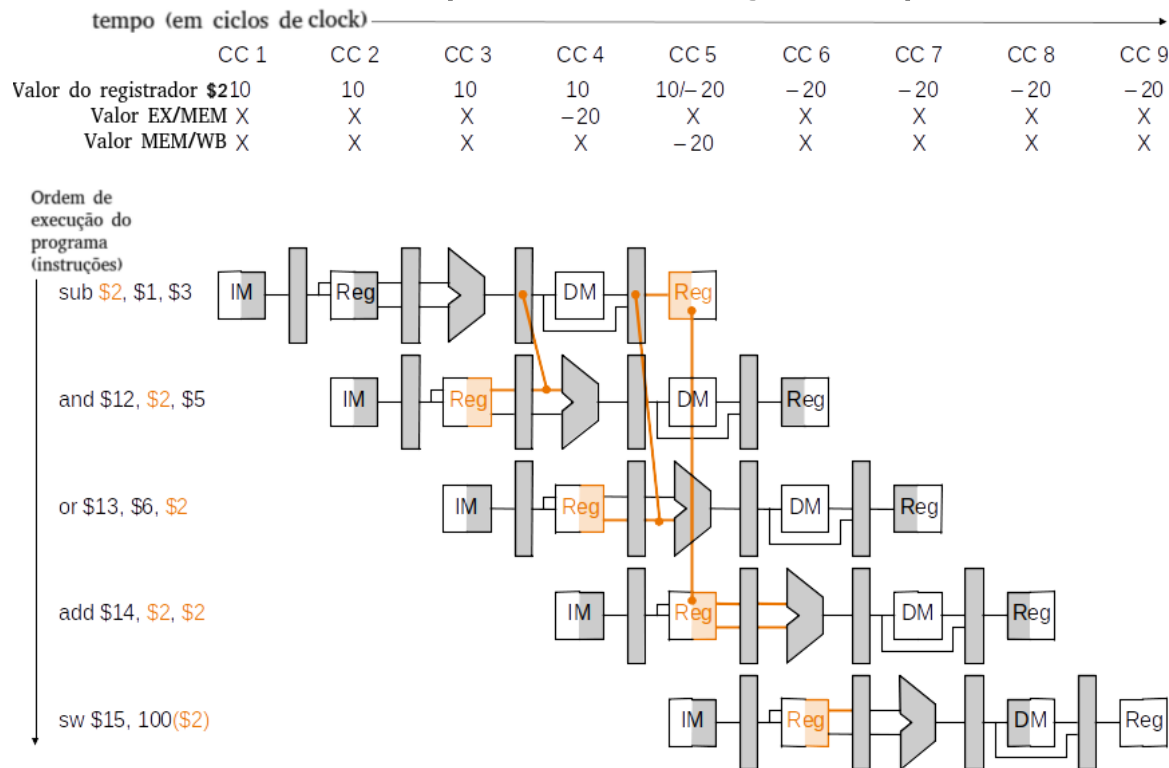 tempo (em ciclos de clock)
CC 1 CC 2 CC 3 CC 4 CC 5 CC 6 CC 7 CC 8 CC 9
Valor do registrador $2 10 10 10 10 10/–20 –20 –20 –20 –20
Valor EX/MEM X X X –20 X X X X X
Valor MEM/WB X X X X –20 X X X X
Ordem de
execução do
programa
(instruções)
sub $2, $1, $3 IM Reg DM Reg
and $12, $2, $5 IM Reg DM Reg
or $13, $6, $2 IM Reg DM Reg
add $14, $2, $2 IM Reg DM Reg
sw $15, 100($2) IM Reg DM Reg